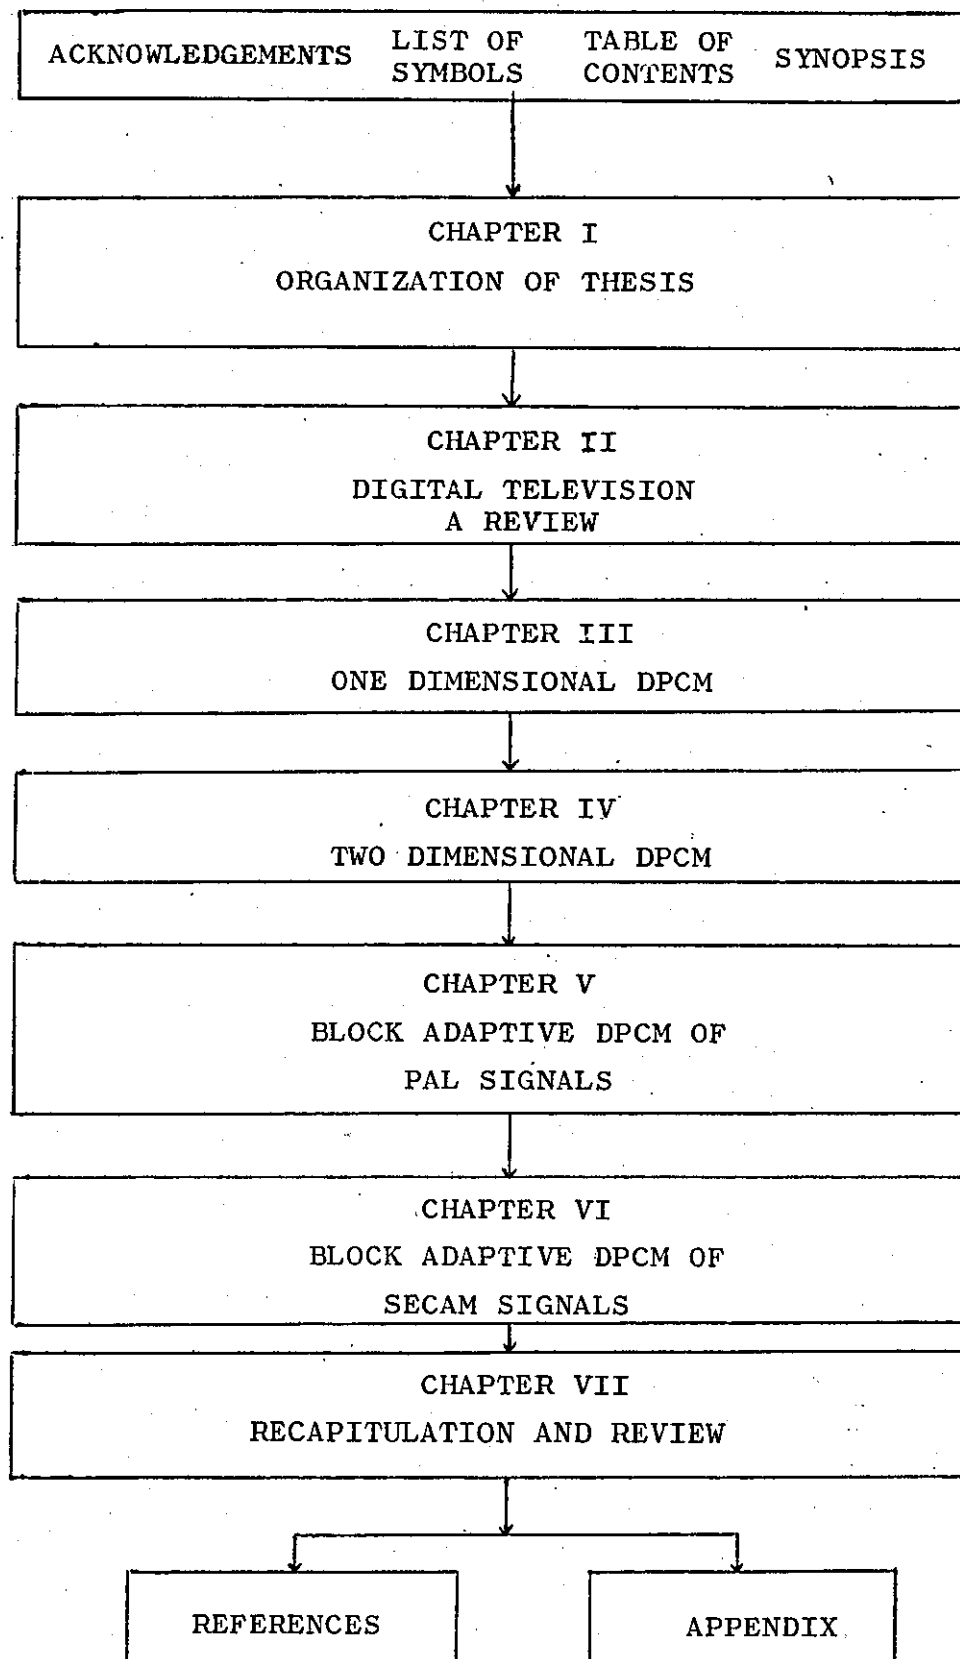 ACKNOWLEDGEMENTS
LIST OF
SYMBOLS
TABLE OF
CONTENTS
SYNOPSIS
CHAPTER I
ORGANIZATION OF THESIS
CHAPTER II
DIGITAL TELEVISION
A REVIEW
CHAPTER III
ONE DIMENSIONAL DPCM
CHAPTER IV
TWO DIMENSIONAL DPCM
CHAPTER V
BLOCK ADAPTIVE DPCM OF
PAL SIGNALS
CHAPTER VI
BLOCK ADAPTIVE DPCM OF
SECAM SIGNALS
CHAPTER VII
RECAPITULATION AND REVIEW
REFERENCES
APPENDIX